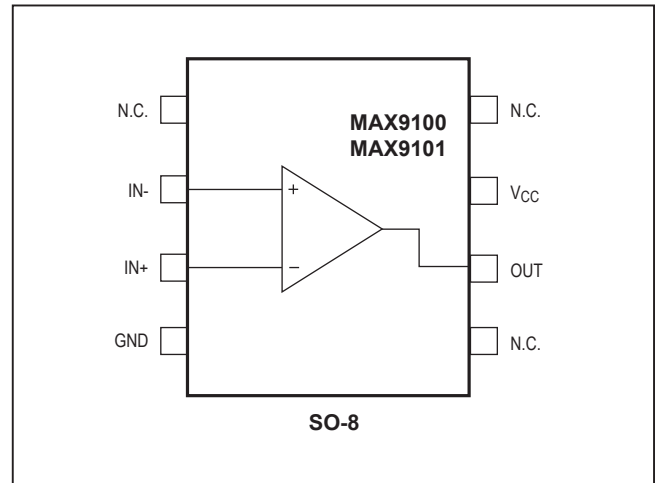 N.C.
MAX9100
MAX9101
N.C.
IN-
+
VCC
IN+
−
OUT
GND
N.C.
SO-8